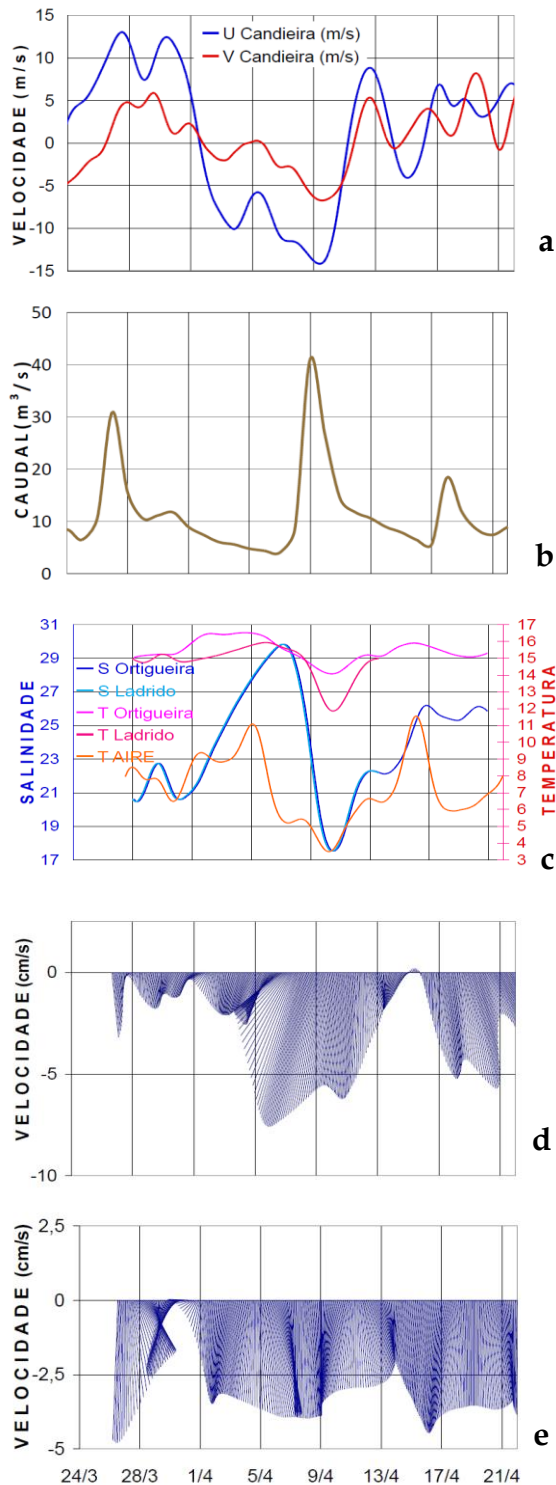 VELOCIDADE (m/s)
15
10
5
0
-5
-10
-15
U Candieira (m/s)
V Candieira (m/s)
a
CAUDAL(m³/s)
50
40
30
20
10
0
b
SALINIDADE
31
29
27
25
23
21
19
17
S Ortigueira
S Ladrido
T Ortigueira
T Ladrido
T AIRE
17
16
15
14
13
12
11
10
9
8
7
6
5
4
3
TEMPERATURA
c
VELOCIDADE (cm/s)
0
-5
-10
d
VELOCIDADE (cm/s)
2,5
0
-2,5
-5
e
24/3 28/3 1/4 5/4 9/4 13/4 17/4 21/4